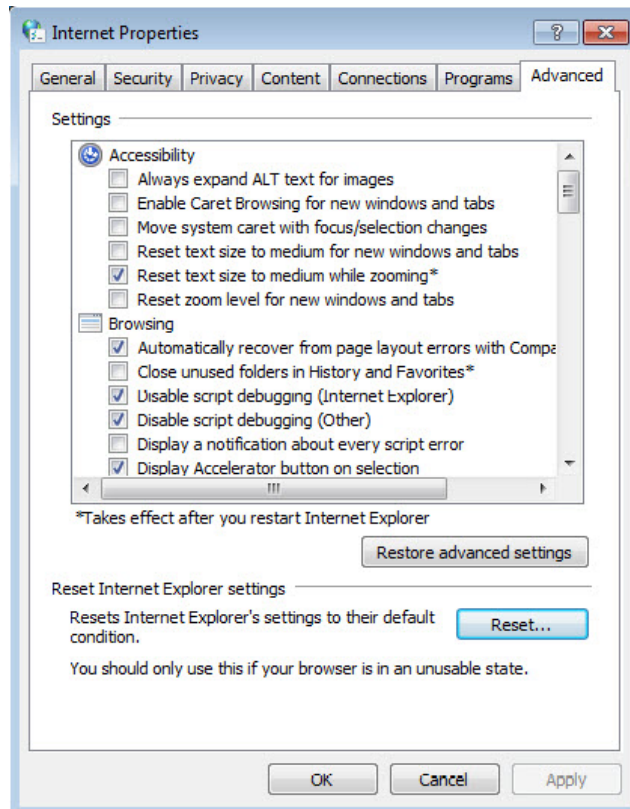 Internet Properties
General Security Privacy Content Connections Programs Advanced
Settings
Accessibility
Always expand ALT text for images
Enable Caret Browsing for new windows and tabs
Move system caret with focus/selection changes
Reset text size to medium for new windows and tabs
Reset text size to medium while zooming*
Reset zoom level for new windows and tabs
Browsing
Automatically recover from page layout errors with Compa
Close unused folders in History and Favorites*
Disable script debugging (Internet Explorer)
Disable script debugging (Other)
Display a notification about every script error
Display Accelerator button on selection
*Takes effect after you restart Internet Explorer
Restore advanced settings
Reset Internet Explorer settings
Resets Internet Explorer's settings to their default
condition.
Reset...
You should only use this if your browser is in an unusable state.
OK Cancel Apply